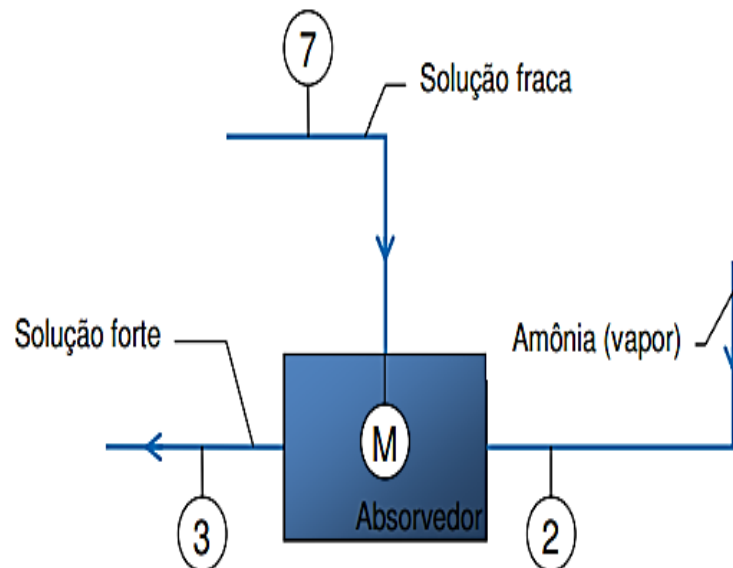 7
Solução fraca
Solução forte
Amônia (vapor)
M
Absorvedor
3
2